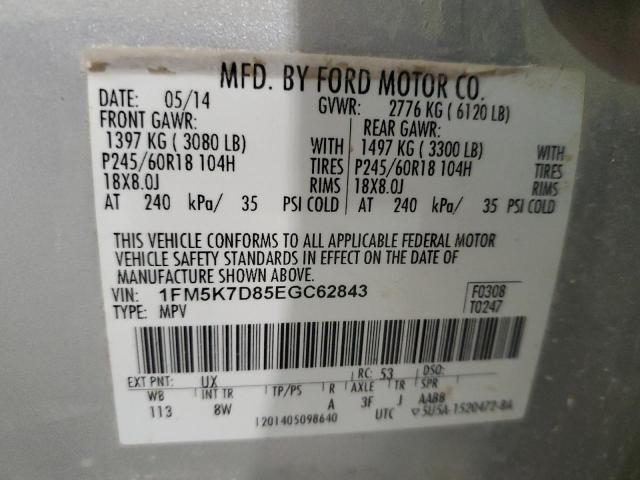 MFD. BY FORD MOTOR CO.
DATE: 05/14 GVWR: 2776 KG ( 6120 LB)
FRONT GAWR: REAR GAWR:
1397 KG ( 3080 LB) WITH 1497 KG ( 3300 LB) WITH
P245/60R18 104H TIRES P245/60R18 104H TIRES
18X8.0J RIMS 18X8.0J RIMS
AT 240 kPa/ 35 PSI COLD AT 240 kPa/ 35 PSI COLD
THIS VEHICLE CONFORMS TO ALL APPLICABLE FEDERAL MOTOR
VEHICLE SAFETY STANDARDS IN EFFECT ON THE DATE OF
MANUFACTURE SHOWN ABOVE.
VIN: 1FM5K7D85EGC62843 F0308
TYPE: MPV T0247
EXT PNT: UX RC: 53 DSO:
WB INT TR TP/PS R AXLE TR SPR
113 8W A 3F J AABB
1201405098640 UTC 5U5A-1520472-BA